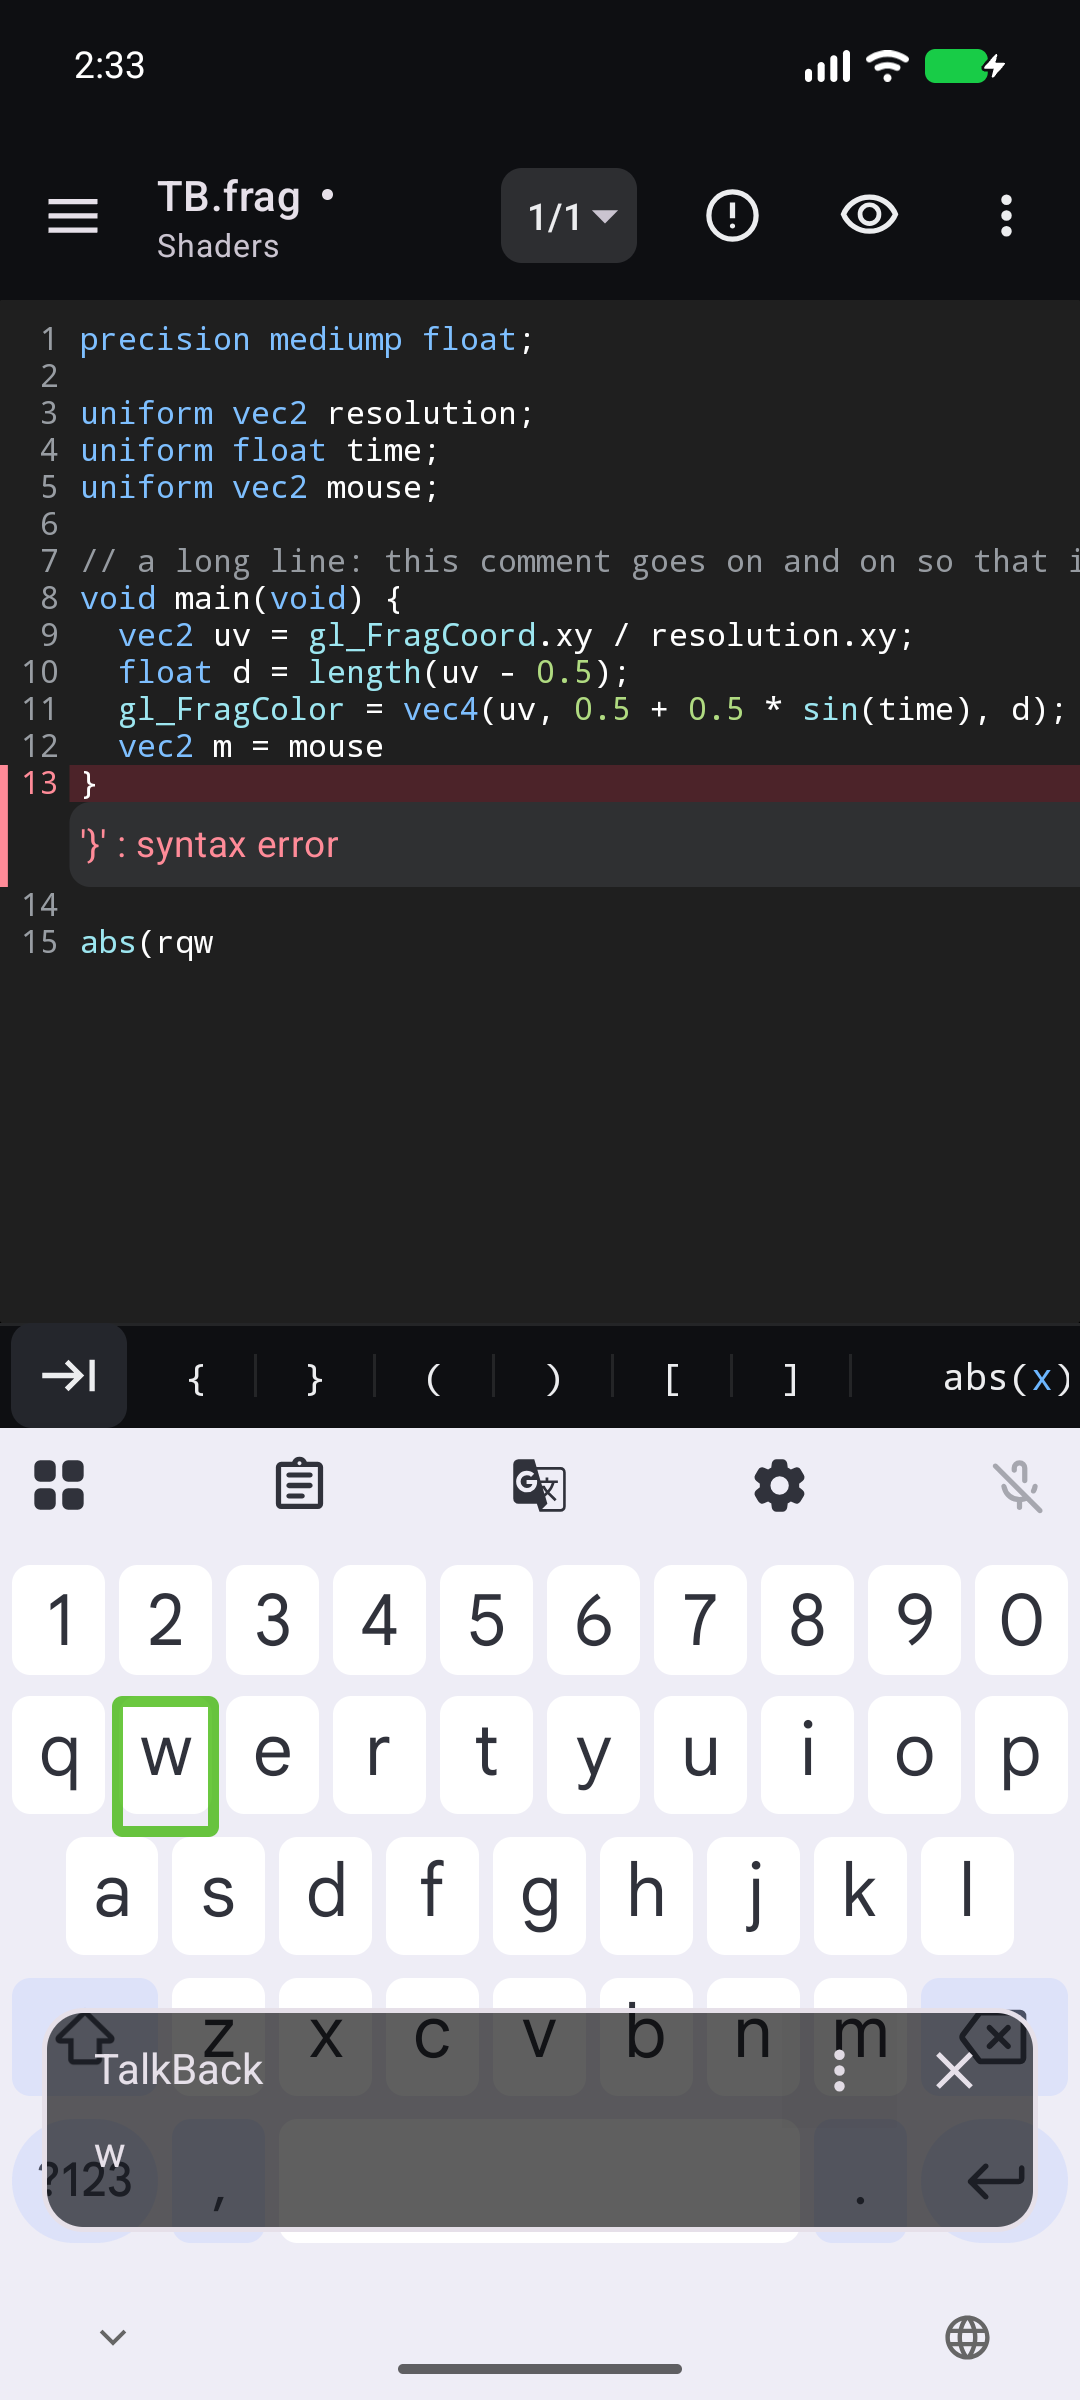 2:33
TB.frag •
Shaders
1/1
1 precision mediump float;
2
3 uniform vec2 resolution;
4 uniform float time;
5 uniform vec2 mouse;
6
7 // a long line: this comment goes on and on so that i
8 void main(void) {
9 vec2 uv = gl_FragCoord.xy / resolution.xy;
10 float d = length(uv - 0.5);
11 gl_FragColor = vec4(uv, 0.5 + 0.5 * sin(time), d);
12 vec2 m = mouse
13 }
'}' : syntax error
14
15 abs(rqw
{ } ( ) [ ] abs(x)
1 2 3 4 5 6 7 8 9 0
q w e r t y u i o p
a s d f g h j k l
z x c v b n m
TalkBack
w
?123 , .